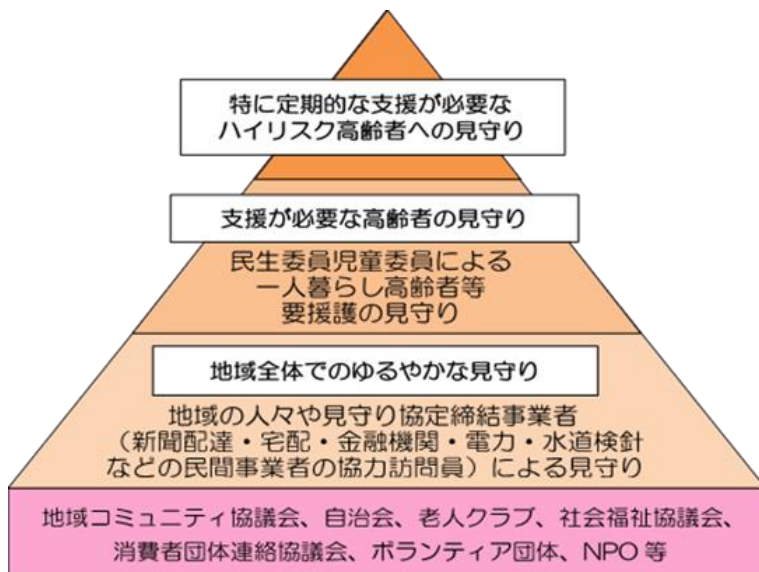 特に定期的な支援が必要な
ハイリスク高齢者への見守り
支援が必要な高齢者の見守り
民生委員児童委員による
一人暮らし高齢者等
要援護の見守り
地域全体でのゆるやかな見守り
地域の人々や見守り協定締結事業者
（新聞配達・宅配・金融機関・電力・水道検針
などの民間事業者の協力訪問員）による見守り
地域コミュニティ協議会、自治会、老人クラブ、社会福祉協議会、
消費者団体連絡協議会、ボランティア団体、NPO 等